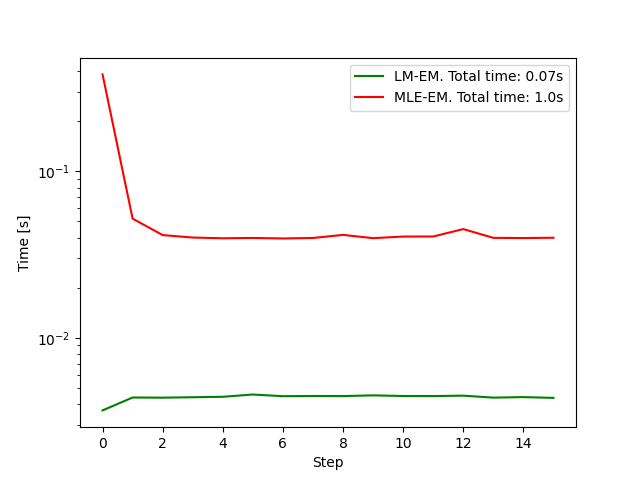 LM-EM. Total time: 0.07s
MLE-EM. Total time: 1.0s
10⁻¹
10⁻²
Time [s]
0 2 4 6 8 10 12 14
Step